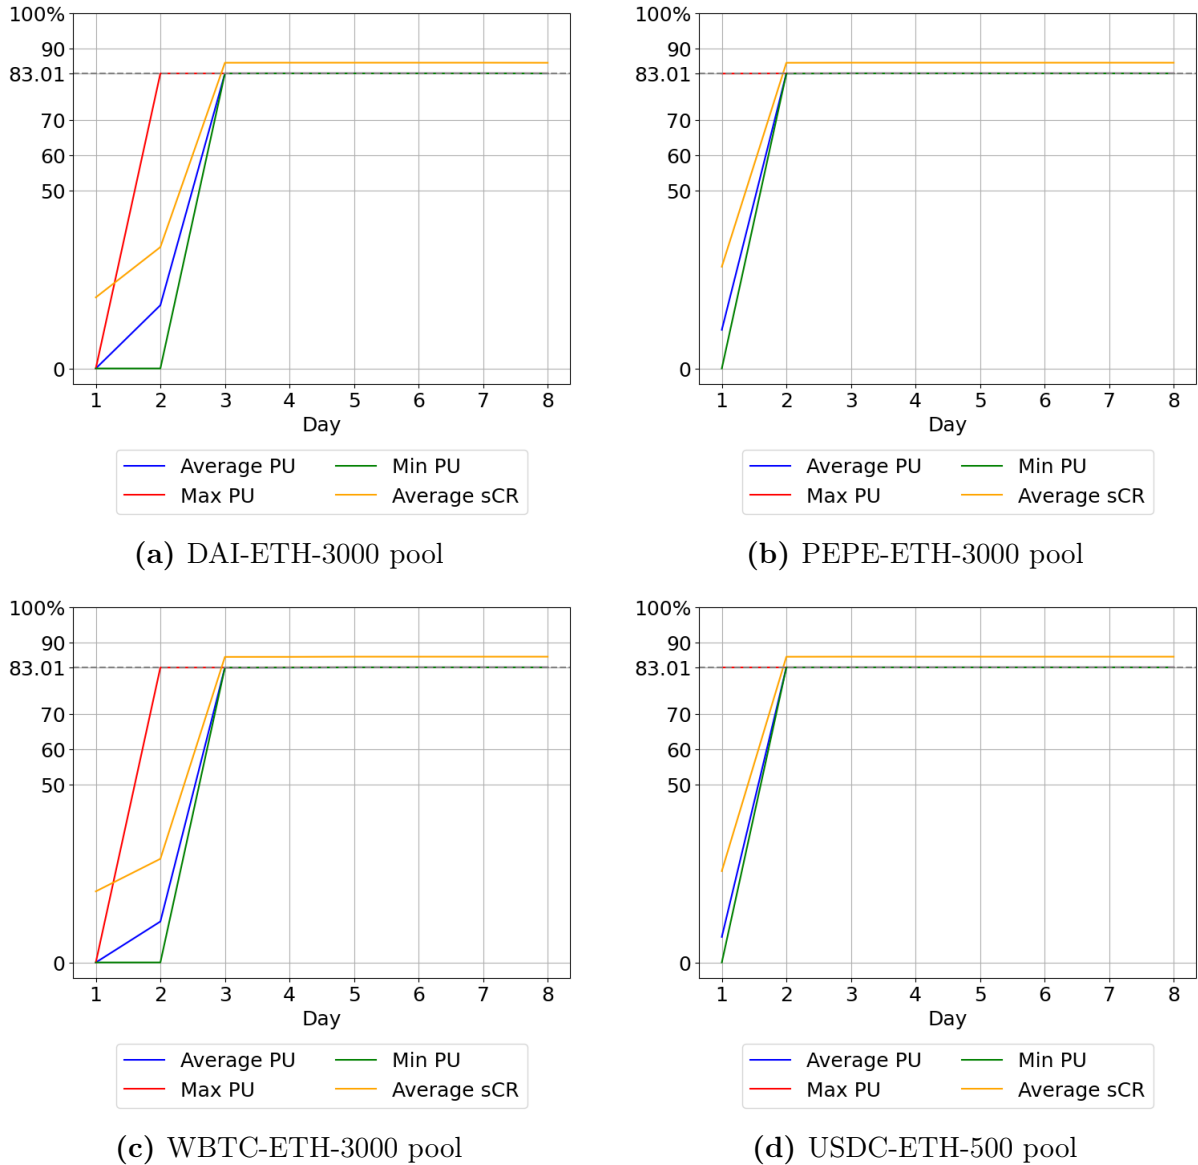 100%
90
83.01
70
60
50
0
1 2 3 4 5 6 7 8
Day
Average PU Min PU
Max PU Average sCR
(a) DAI-ETH-3000 pool
100%
90
83.01
70
60
50
0
1 2 3 4 5 6 7 8
Day
Average PU Min PU
Max PU Average sCR
(b) PEPE-ETH-3000 pool
100%
90
83.01
70
60
50
0
1 2 3 4 5 6 7 8
Day
Average PU Min PU
Max PU Average sCR
(c) WBTC-ETH-3000 pool
100%
90
83.01
70
60
50
0
1 2 3 4 5 6 7 8
Day
Average PU Min PU
Max PU Average sCR
(d) USDC-ETH-500 pool